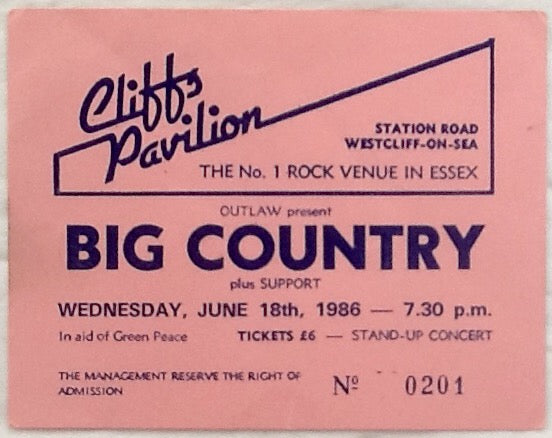 Cliffs
Pavilion
STATION ROAD
WESTCLIFF-ON-SEA
THE No. 1 ROCK VENUE IN ESSEX
OUTLAW present
BIG COUNTRY
plus SUPPORT
WEDNESDAY, JUNE 18th, 1986 — 7.30 p.m.
In aid of Green Peace TICKETS £6 — STAND-UP CONCERT
THE MANAGEMENT RESERVE THE RIGHT OF
ADMISSION
Nº 0201